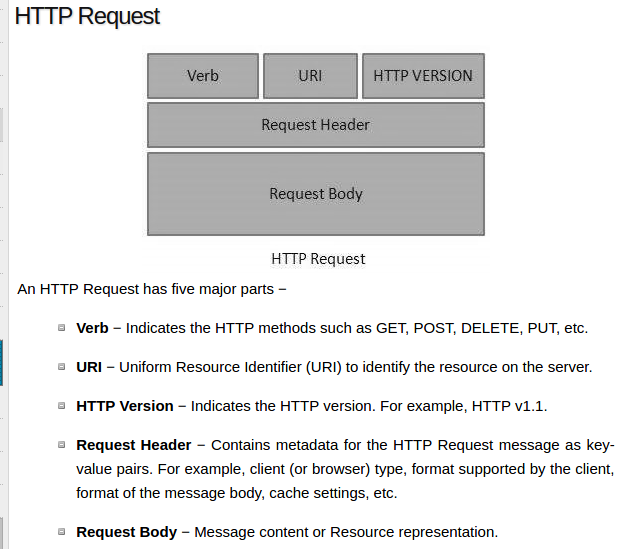 HTTP Request
Verb URI HTTP VERSION
Request Header
Request Body
HTTP Request
An HTTP Request has five major parts −
Verb − Indicates the HTTP methods such as GET, POST, DELETE, PUT, etc.
URI − Uniform Resource Identifier (URI) to identify the resource on the server.
HTTP Version − Indicates the HTTP version. For example, HTTP v1.1.
Request Header − Contains metadata for the HTTP Request message as key-
value pairs. For example, client (or browser) type, format supported by the client,
format of the message body, cache settings, etc.
Request Body − Message content or Resource representation.